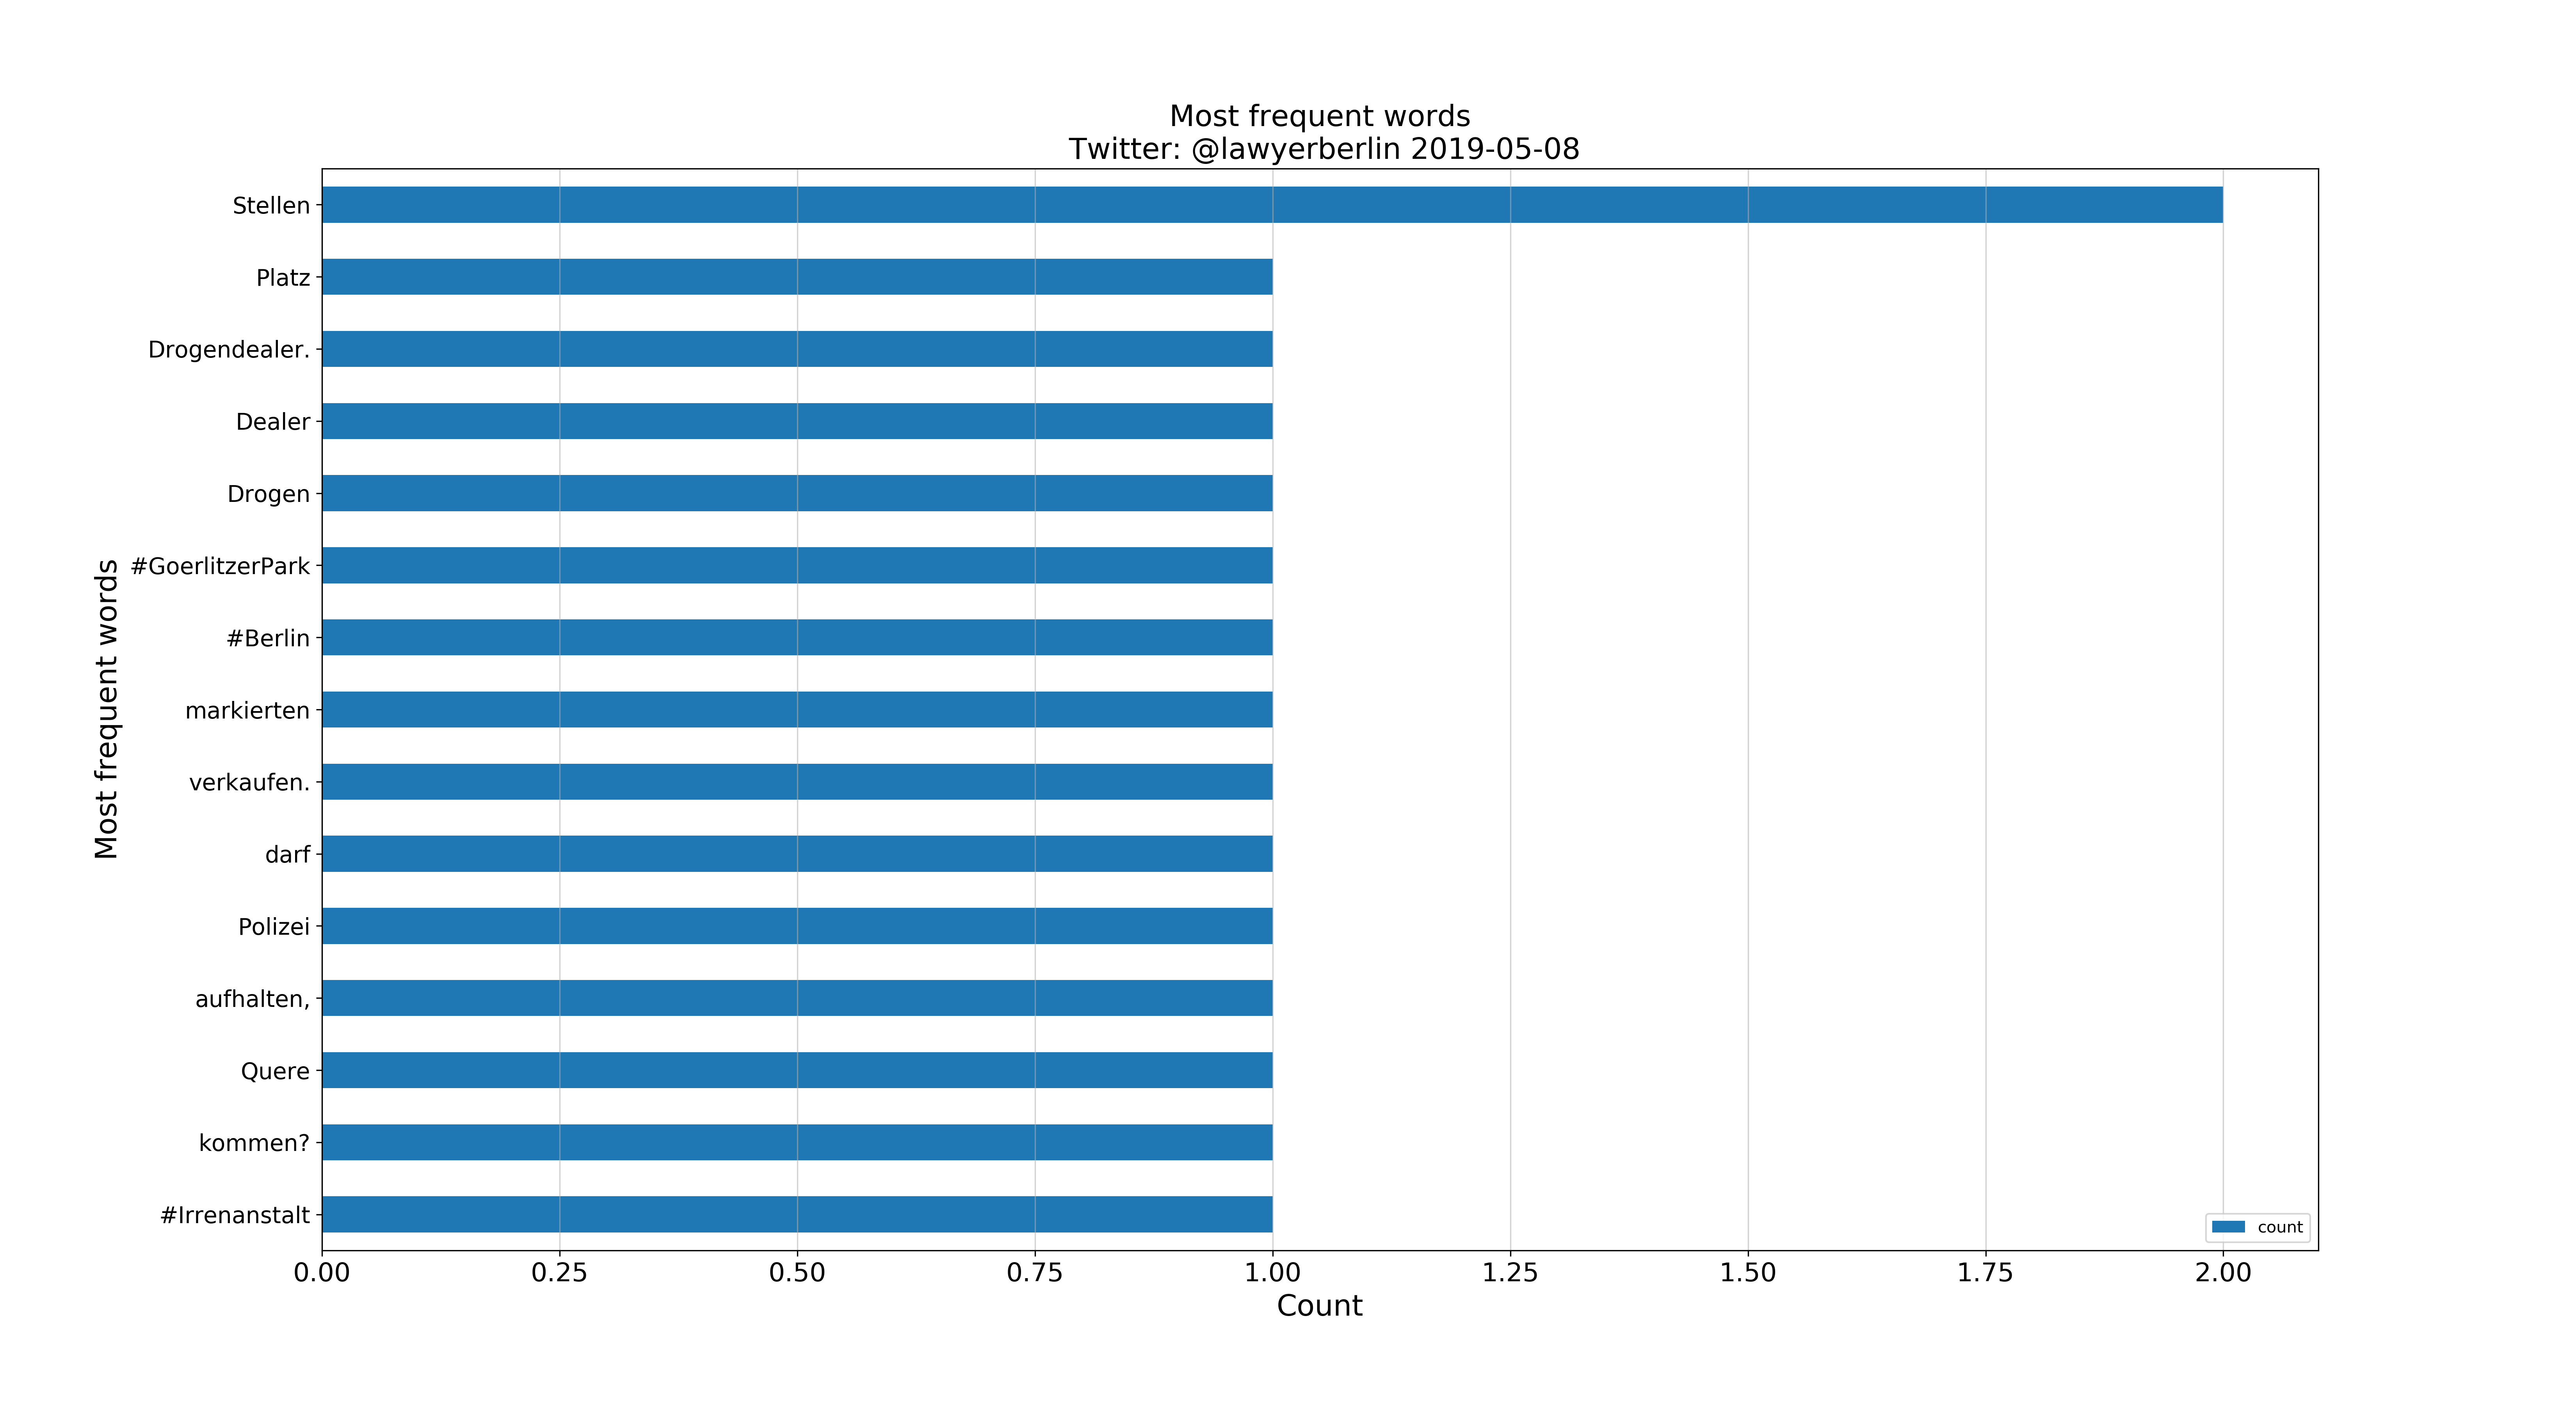 Most frequent words
Twitter: @lawyerberlin 2019-05-08
Most frequent words
Stellen
Platz
Drogendealer.
Dealer
Drogen
#GoerlitzerPark
#Berlin
markierten
verkaufen.
darf
Polizei
aufhalten,
Quere
kommen?
#Irrenanstalt
count
0.00 0.25 0.50 0.75 1.00 1.25 1.50 1.75 2.00
Count